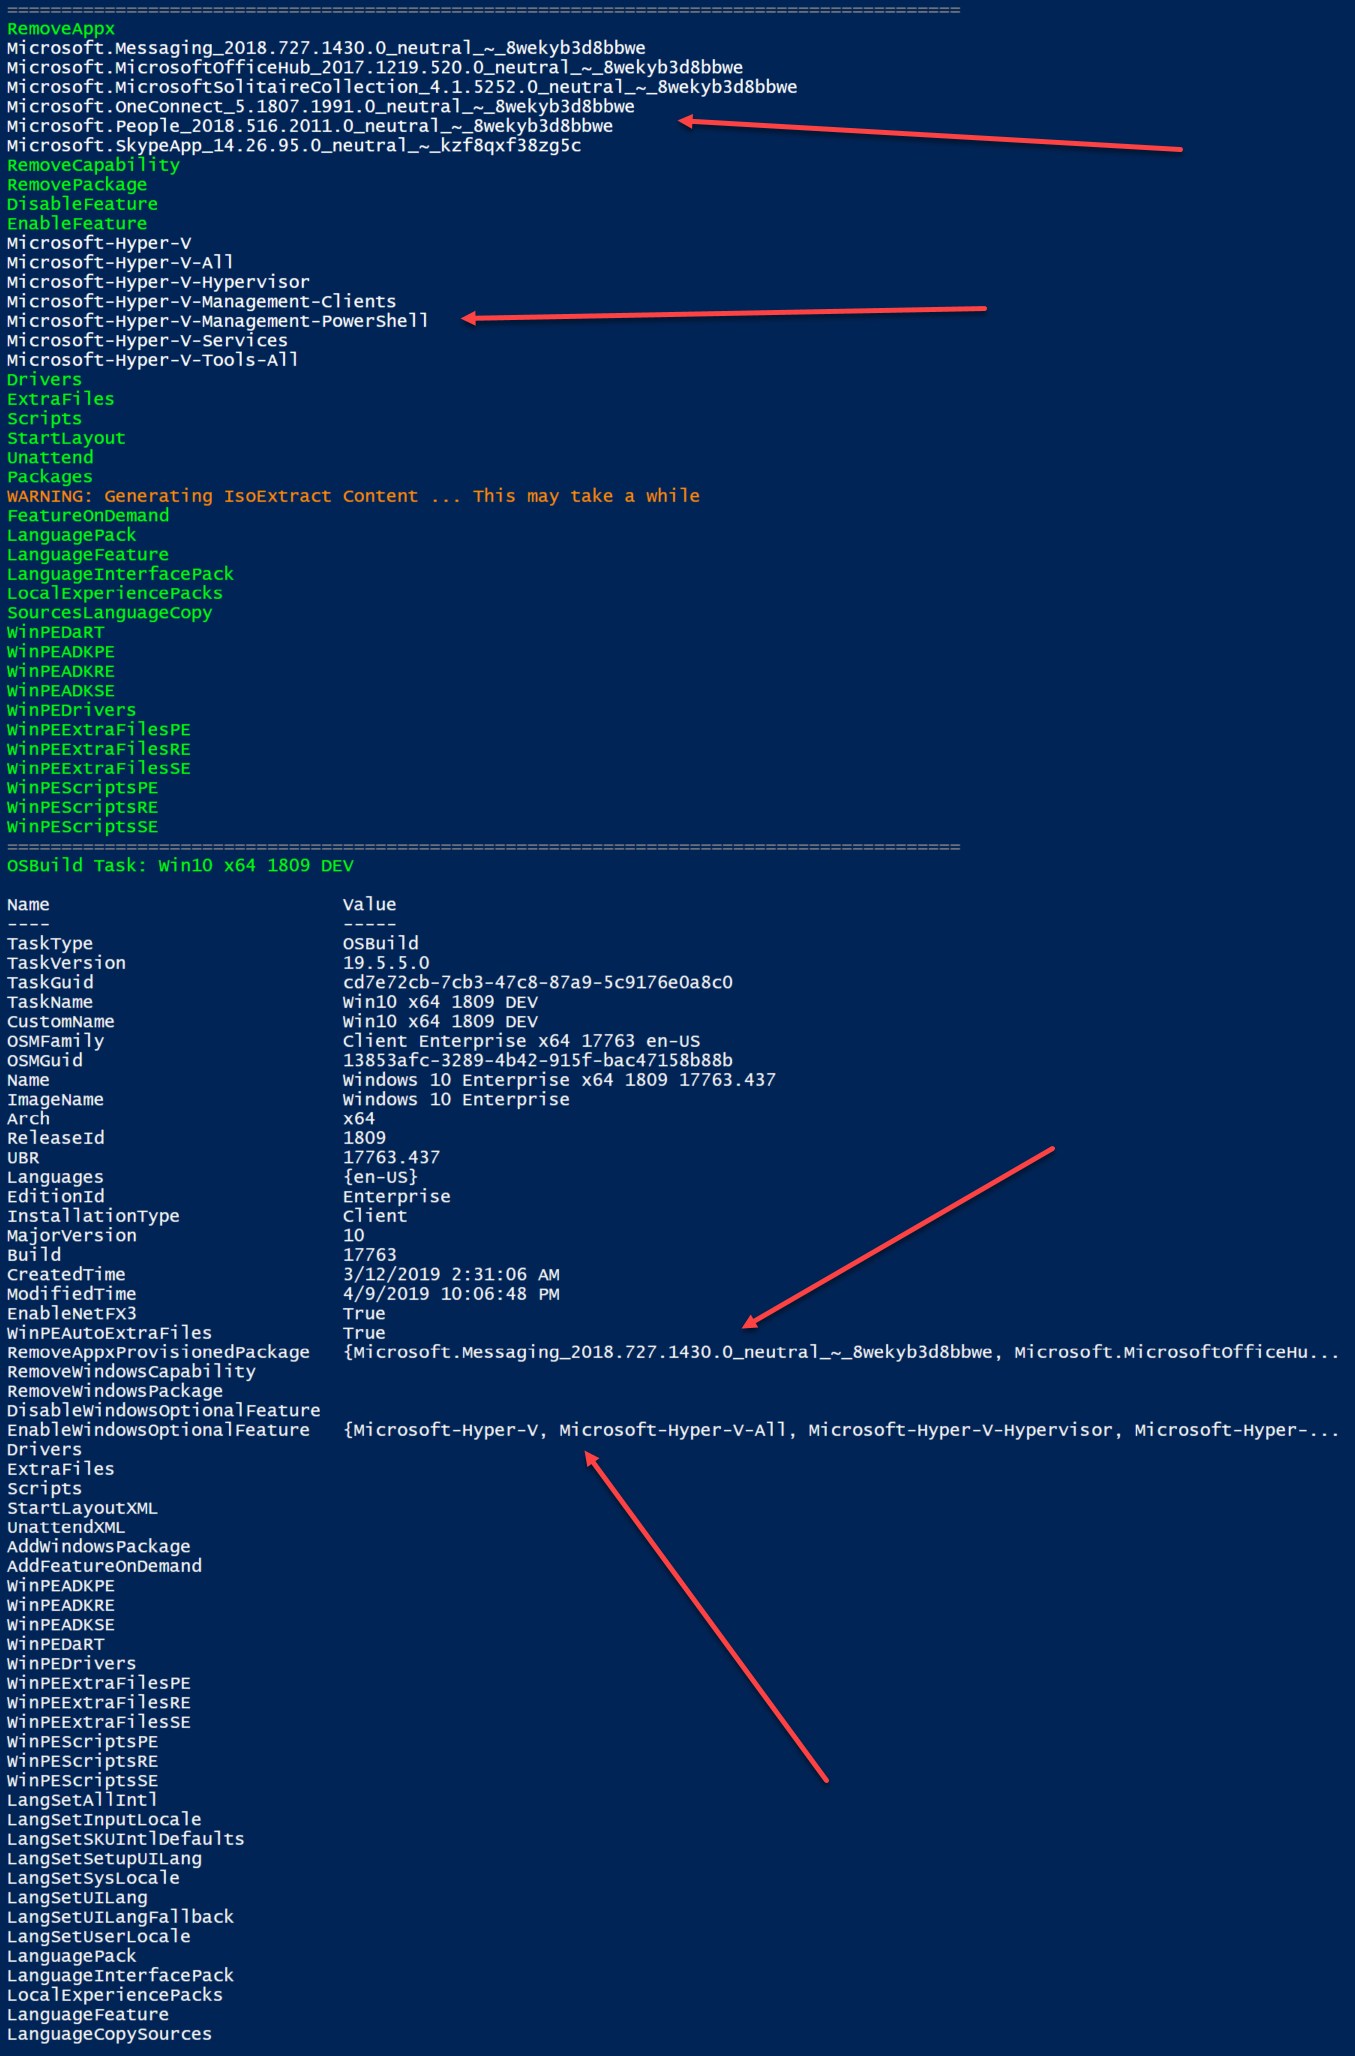 ========================================================================================
RemoveAppx
Microsoft.Messaging_2018.727.1430.0_neutral_~_8wekyb3d8bbwe
Microsoft.MicrosoftOfficeHub_2017.1219.520.0_neutral_~_8wekyb3d8bbwe
Microsoft.MicrosoftSolitaireCollection_4.1.5252.0_neutral_~_8wekyb3d8bbwe
Microsoft.OneConnect_5.1807.1991.0_neutral_~_8wekyb3d8bbwe
Microsoft.People_2018.516.2011.0_neutral_~_8wekyb3d8bbwe
Microsoft.SkypeApp_14.26.95.0_neutral_~_kzf8qxf38zg5c
RemoveCapability
RemovePackage
DisableFeature
EnableFeature
Microsoft-Hyper-V
Microsoft-Hyper-V-All
Microsoft-Hyper-V-Hypervisor
Microsoft-Hyper-V-Management-Clients
Microsoft-Hyper-V-Management-PowerShell
Microsoft-Hyper-V-Services
Microsoft-Hyper-V-Tools-All
Drivers
ExtraFiles
Scripts
StartLayout
Unattend
Packages
WARNING: Generating IsoExtract Content ... This may take a while
FeatureOnDemand
LanguagePack
LanguageFeature
LanguageInterfacePack
LocalExperiencePacks
SourcesLanguageCopy
WinPEDaRT
WinPEADKPE
WinPEADKRE
WinPEADKSE
WinPEDrivers
WinPEExtraFilesPE
WinPEExtraFilesRE
WinPEExtraFilesSE
WinPEScriptsPE
WinPEScriptsRE
WinPEScriptsSE
========================================================================================
OSBuild Task: Win10 x64 1809 DEV
Name Value
---- -----
TaskType OSBuild
TaskVersion 19.5.5.0
TaskGuid cd7e72cb-7cb3-47c8-87a9-5c9176e0a8c0
TaskName Win10 x64 1809 DEV
CustomName Win10 x64 1809 DEV
OSMFamily Client Enterprise x64 17763 en-US
OSMGuid 13853afc-3289-4b42-915f-bac47158b88b
Name Windows 10 Enterprise x64 1809 17763.437
ImageName Windows 10 Enterprise
Arch x64
ReleaseId 1809
UBR 17763.437
Languages {en-US}
EditionId Enterprise
InstallationType Client
MajorVersion 10
Build 17763
CreatedTime 3/12/2019 2:31:06 AM
ModifiedTime 4/9/2019 10:06:48 PM
EnableNetFX3 True
WinPEAutoExtraFiles True
RemoveAppxProvisionedPackage {Microsoft.Messaging_2018.727.1430.0_neutral_~_8wekyb3d8bbwe, Microsoft.MicrosoftOfficeHu...
RemoveWindowsCapability
RemoveWindowsPackage
DisableWindowsOptionalFeature
EnableWindowsOptionalFeature {Microsoft-Hyper-V, Microsoft-Hyper-V-All, Microsoft-Hyper-V-Hypervisor, Microsoft-Hyper-...
Drivers
ExtraFiles
Scripts
StartLayoutXML
UnattendXML
AddWindowsPackage
AddFeatureOnDemand
WinPEADKPE
WinPEADKRE
WinPEADKSE
WinPEDaRT
WinPEDrivers
WinPEExtraFilesPE
WinPEExtraFilesRE
WinPEExtraFilesSE
WinPEScriptsPE
WinPEScriptsRE
WinPEScriptsSE
LangSetAllIntl
LangSetInputLocale
LangSetSKUIntlDefaults
LangSetSetupUILang
LangSetSysLocale
LangSetUILang
LangSetUILangFallback
LangSetUserLocale
LanguagePack
LanguageInterfacePack
LocalExperiencePacks
LanguageFeature
LanguageCopySources